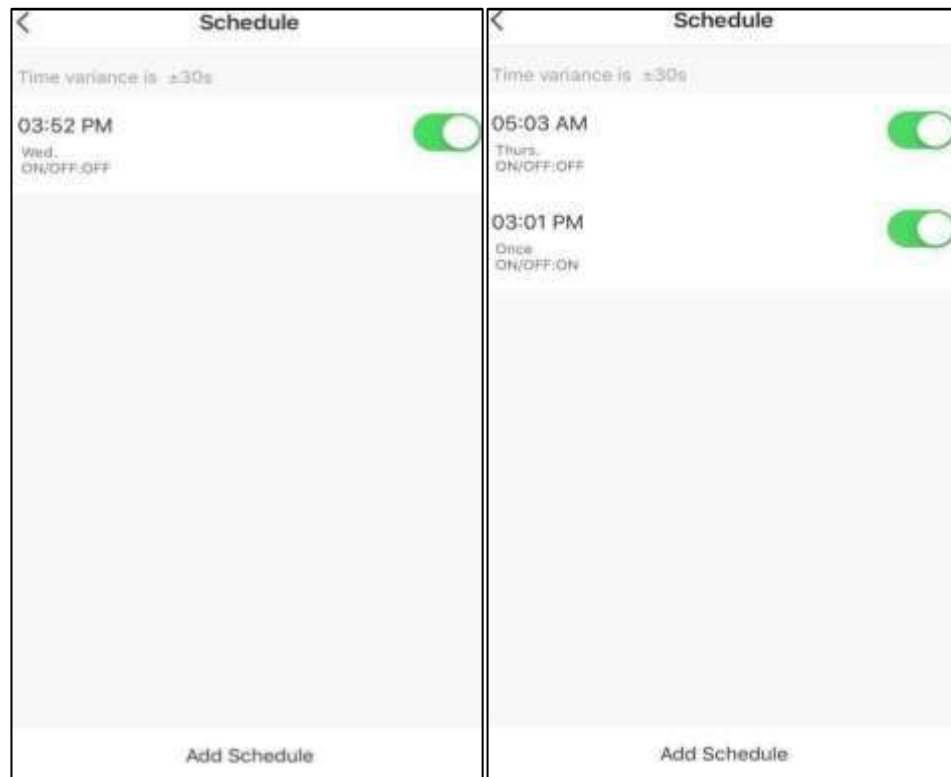 Schedule
Time variance is ±30s
03:52 PM
Wed.
ON/OFF:OFF
Add Schedule
Schedule
Time variance is ±30s
05:03 AM
Thurs.
ON/OFF:OFF
03:01 PM
Once
ON/OFF:ON
Add Schedule